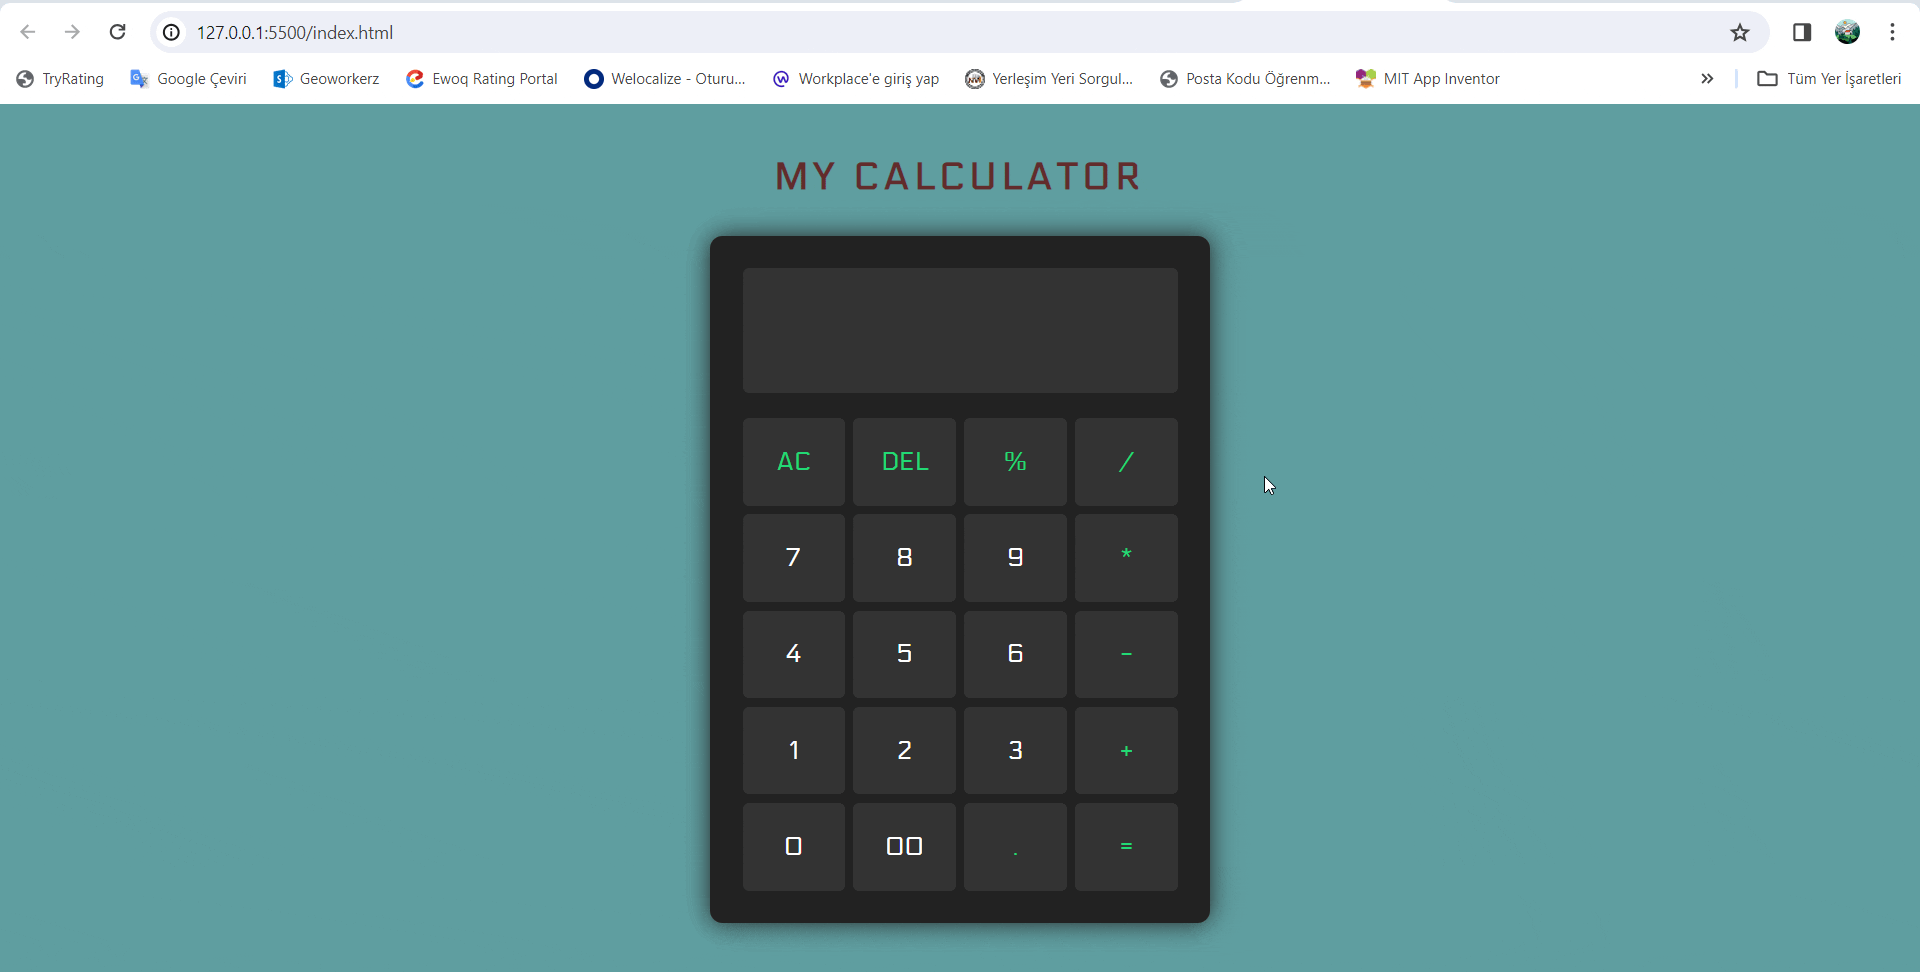 127.0.0.1:5500/index.html
TryRating Google Çeviri Geoworkerz Ewoq Rating Portal Welocalize - Oturu... Workplace'e giriş yap Yerleşim Yeri Sorgul... Posta Kodu Öğrenm... MIT App Inventor » Tüm Yer İşaretleri
MY CALCULATOR
AC DEL % /
7 8 9 *
4 5 6 -
1 2 3 +
0 00 . =